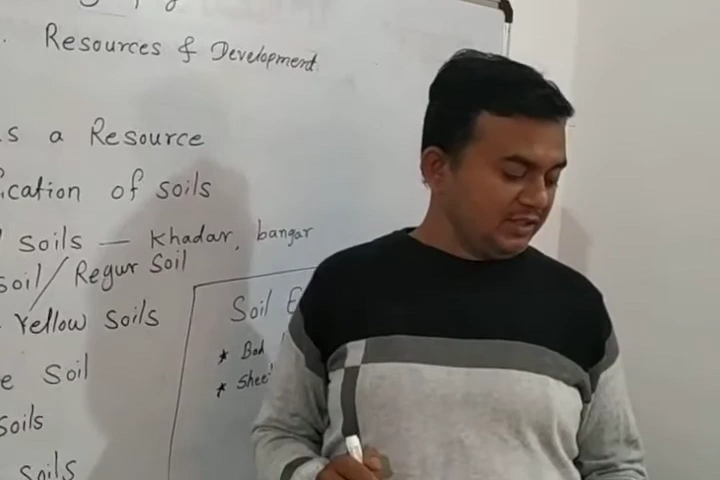 Resources & Development
s a Resource
ication of soils
soils — Khadar, bangar
soil / Regur Soil
Yellow Soils
e Soil
Soils
Soils
Soil E
* Bad
* Shee